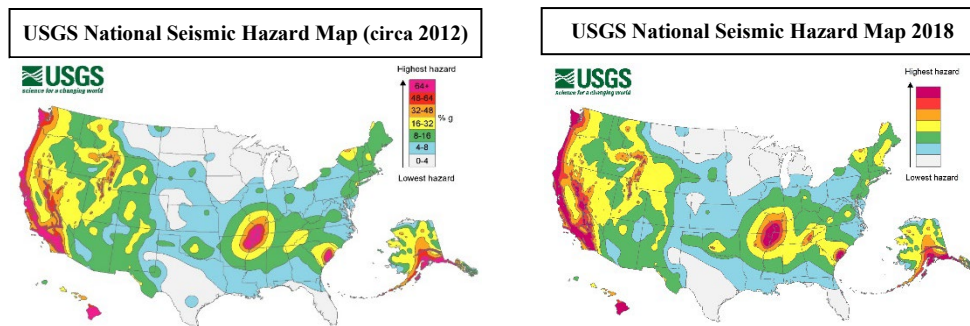 USGS National Seismic Hazard Map (circa 2012)
USGS National Seismic Hazard Map 2018
USGS
science for a changing world
Highest hazard
64+
48-64
32-48
16-32
8-16
4-8
0-4
% g
Lowest hazard
USGS
science for a changing world
Highest hazard
Lowest hazard